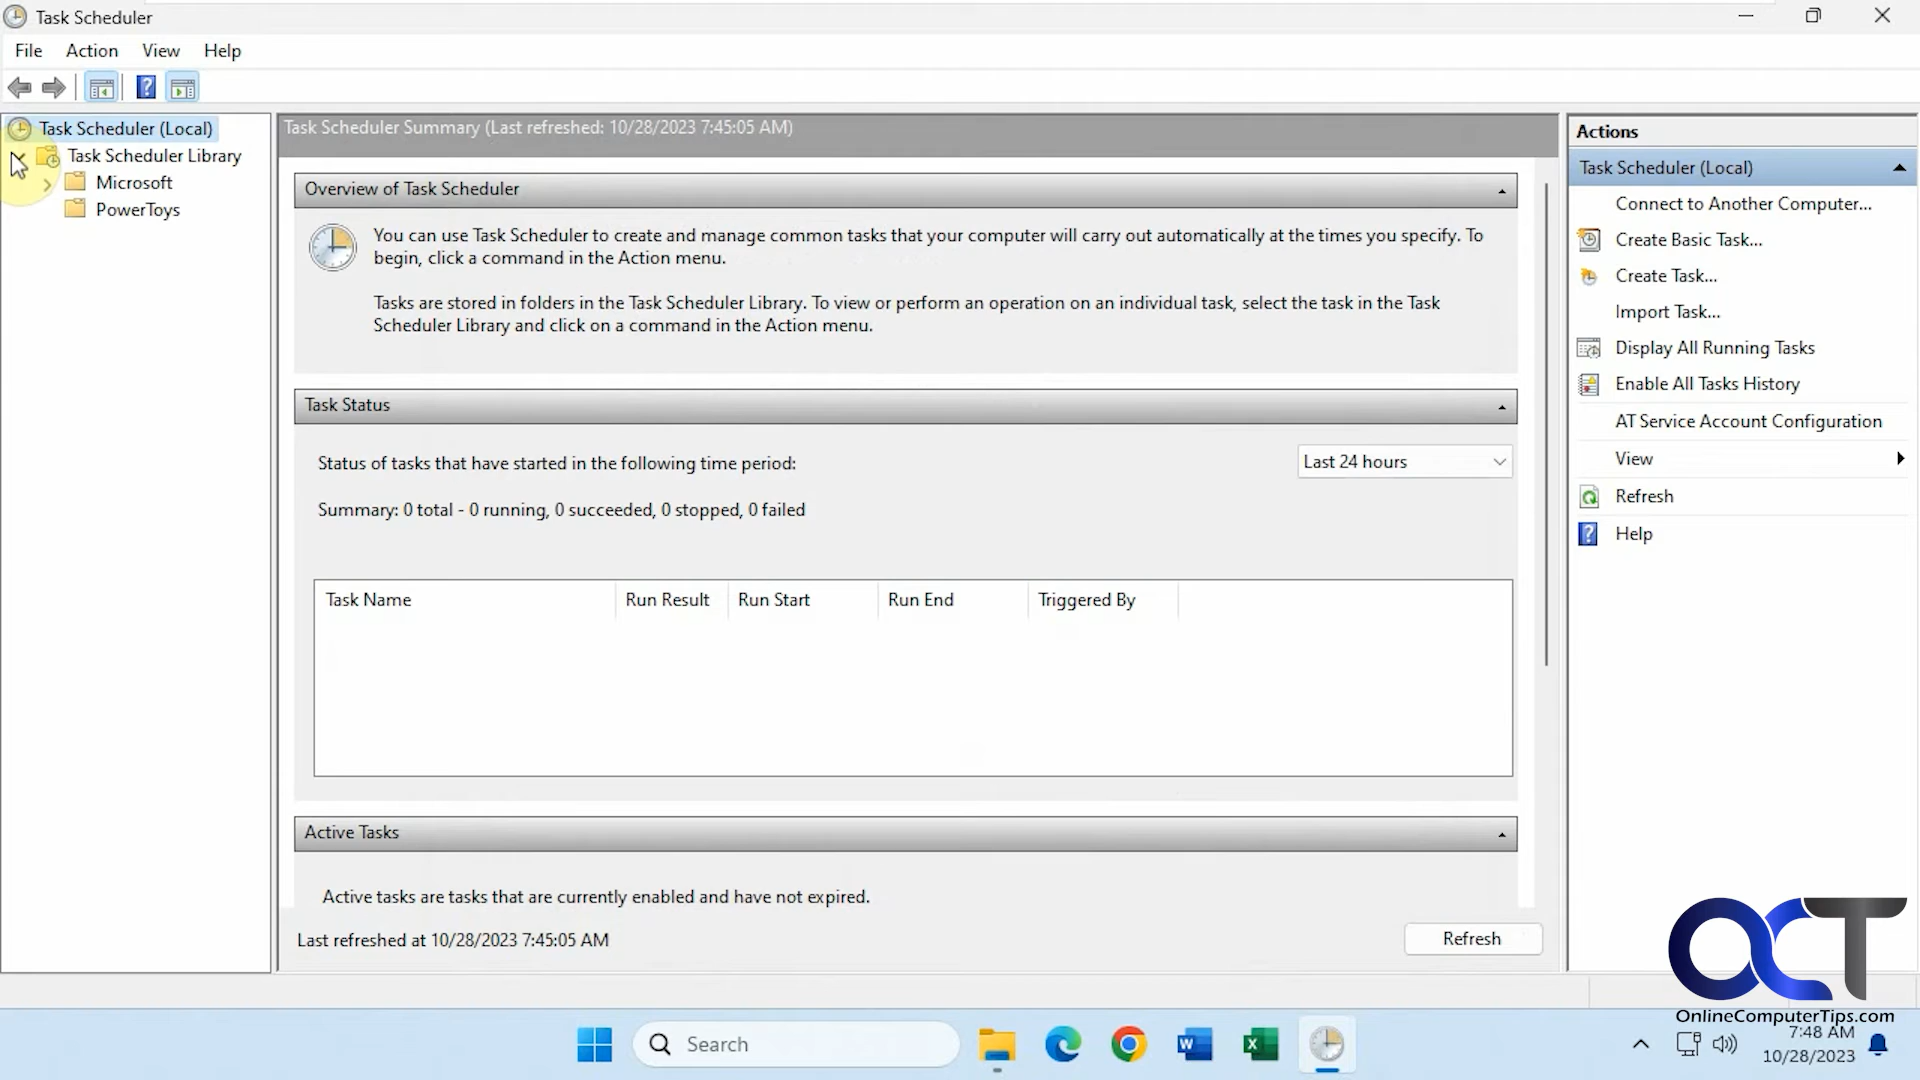 Task Scheduler
File Action View Help
Task Scheduler (Local)
Task Scheduler Library
Microsoft
PowerToys
Task Scheduler Summary (Last refreshed: 10/28/2023 7:45:05 AM)
Overview of Task Scheduler
You can use Task Scheduler to create and manage common tasks that your computer will carry out automatically at the times you specify. To
begin, click a command in the Action menu.
Tasks are stored in folders in the Task Scheduler Library. To view or perform an operation on an individual task, select the task in the Task
Scheduler Library and click on a command in the Action menu.
Task Status
Status of tasks that have started in the following time period:
Last 24 hours
Summary: 0 total - 0 running, 0 succeeded, 0 stopped, 0 failed
Task Name Run Result Run Start Run End Triggered By
Active Tasks
Active tasks are tasks that are currently enabled and have not expired.
Last refreshed at 10/28/2023 7:45:05 AM
Refresh
Actions
Task Scheduler (Local)
Connect to Another Computer...
Create Basic Task...
Create Task...
Import Task...
Display All Running Tasks
Enable All Tasks History
AT Service Account Configuration
View
Refresh
Help
OCT
OnlineComputerTips.com
Search
7:48 AM
10/28/2023